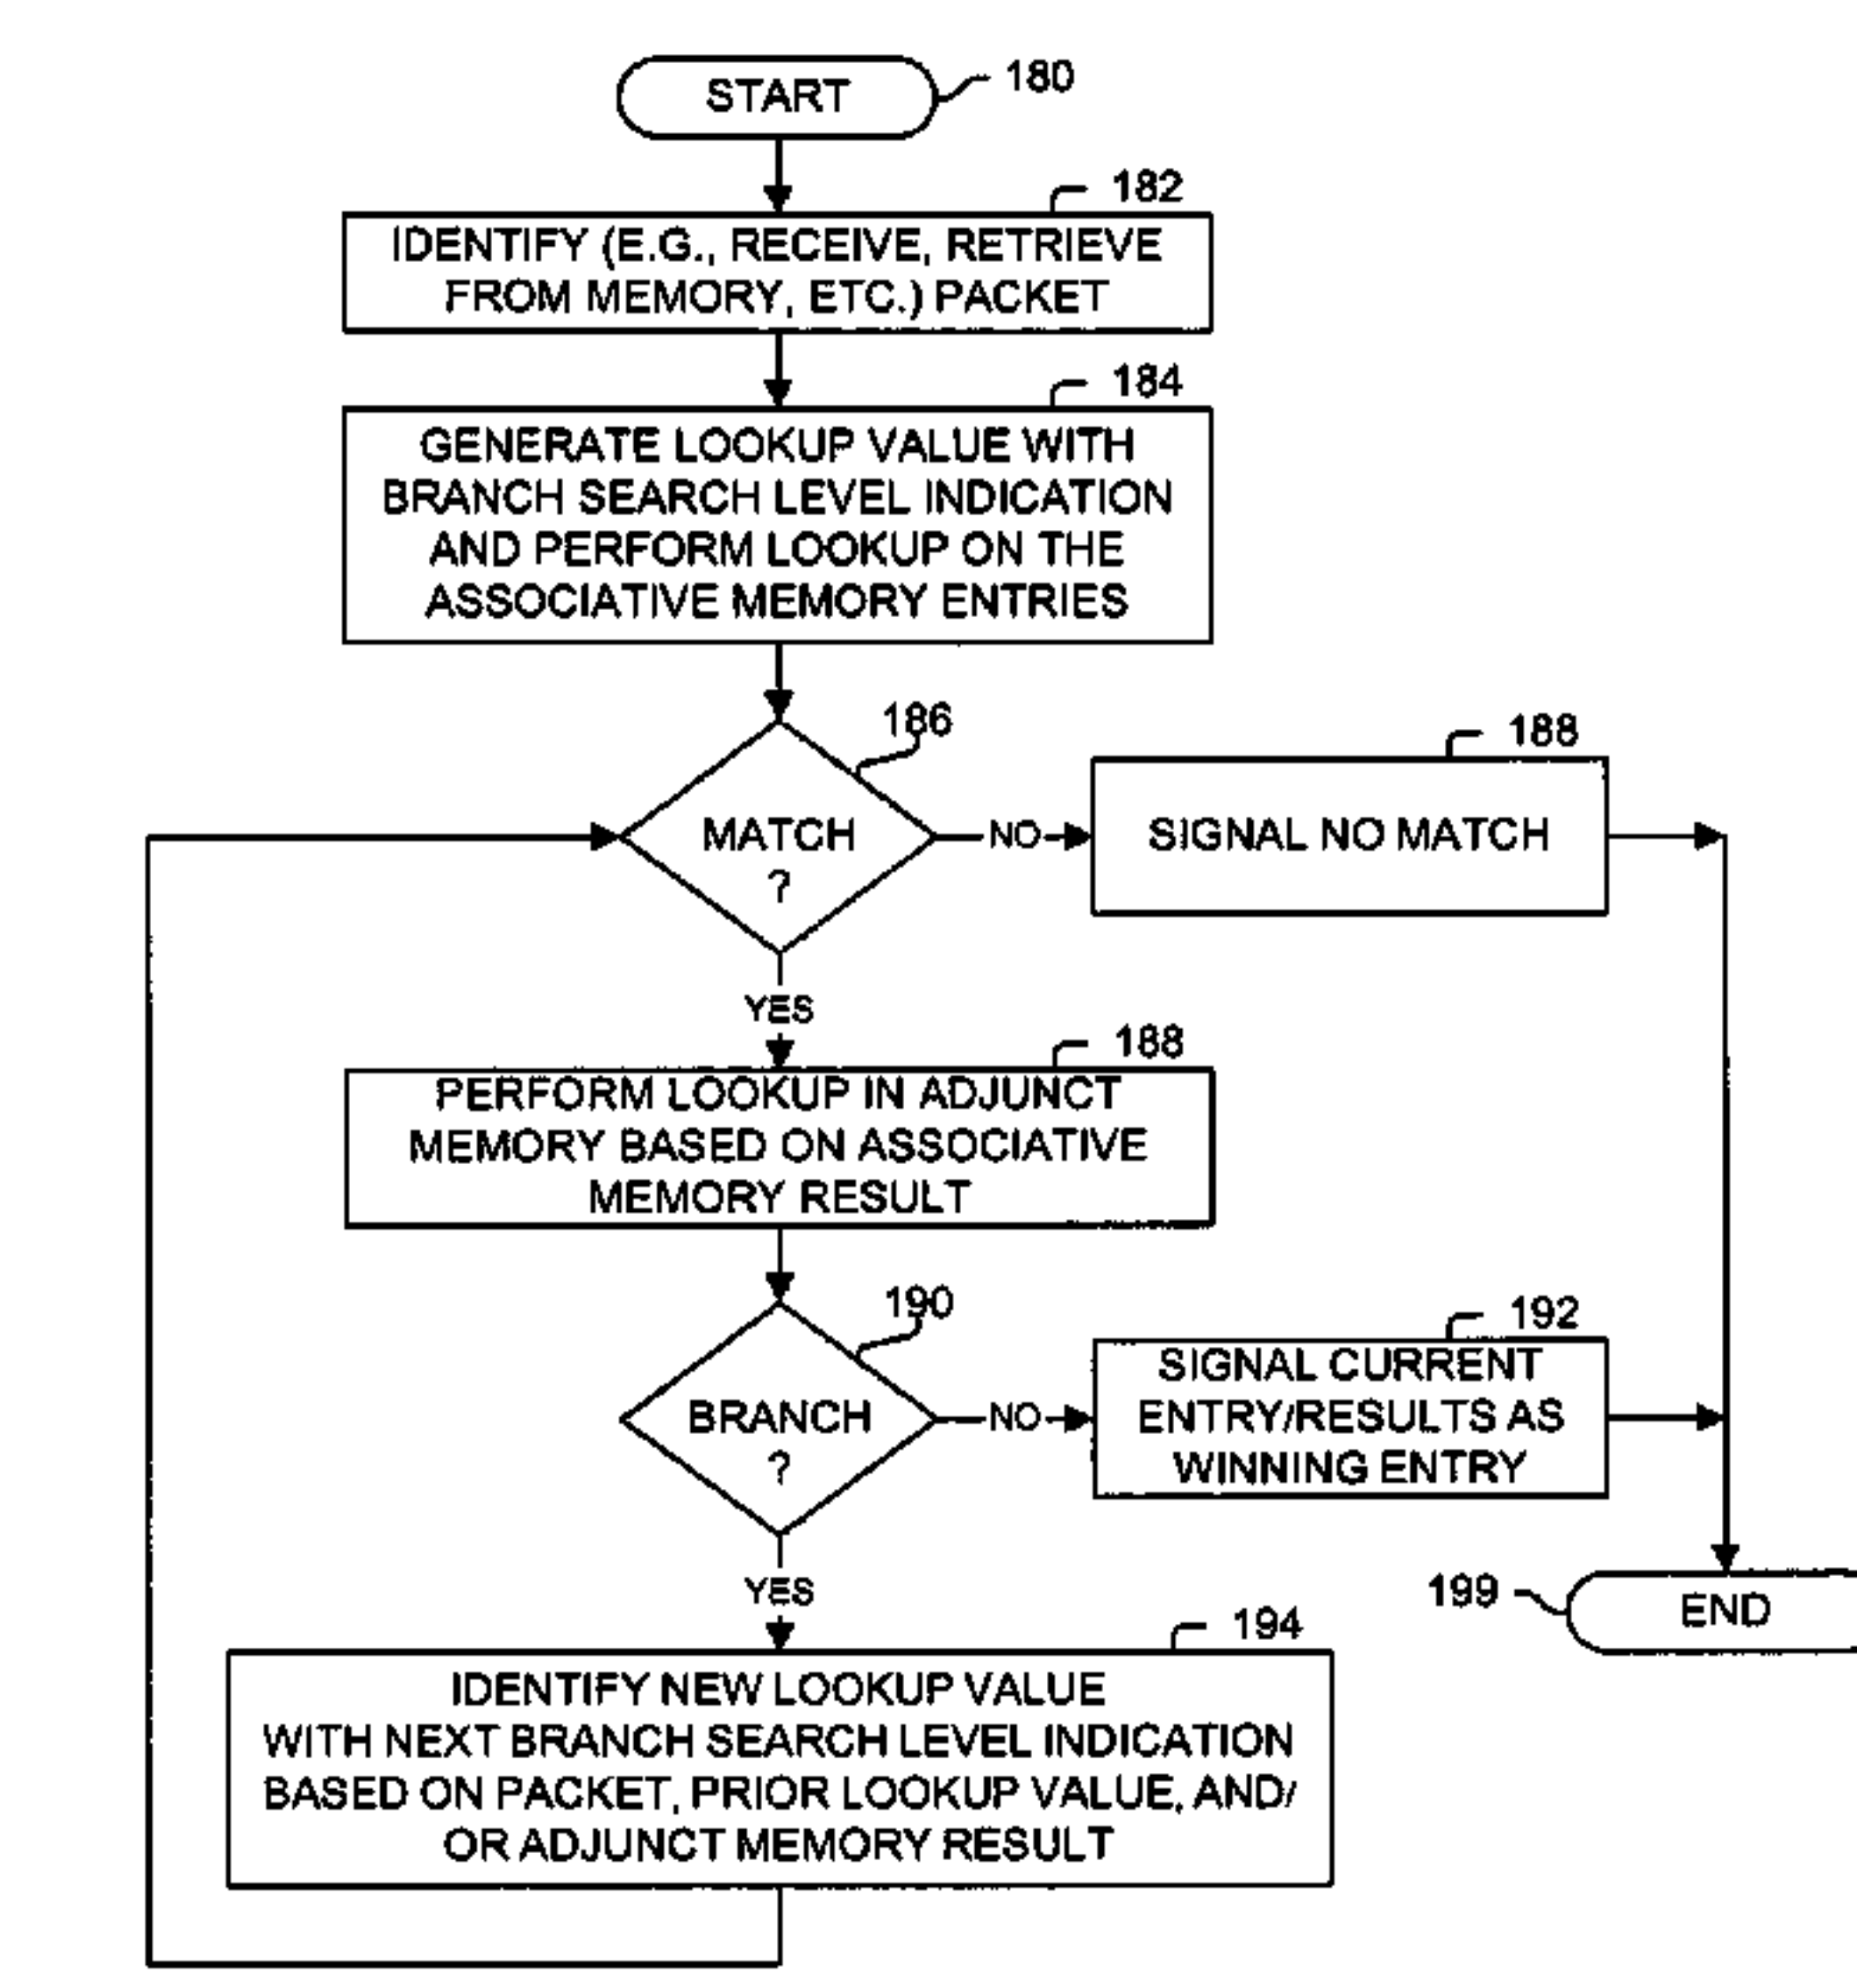 START
180
182
IDENTIFY (E.G., RECEIVE, RETRIEVE
FROM MEMORY, ETC.) PACKET
184
GENERATE LOOKUP VALUE WITH
BRANCH SEARCH LEVEL INDICATION
AND PERFORM LOOKUP ON THE
ASSOCIATIVE MEMORY ENTRIES
186
MATCH
?
NO
188
SIGNAL NO MATCH
YES
188
PERFORM LOOKUP IN ADJUNCT
MEMORY BASED ON ASSOCIATIVE
MEMORY RESULT
190
BRANCH
?
NO
192
SIGNAL CURRENT
ENTRY/RESULTS AS
WINNING ENTRY
YES
199
END
194
IDENTIFY NEW LOOKUP VALUE
WITH NEXT BRANCH SEARCH LEVEL INDICATION
BASED ON PACKET, PRIOR LOOKUP VALUE, AND/
OR ADJUNCT MEMORY RESULT